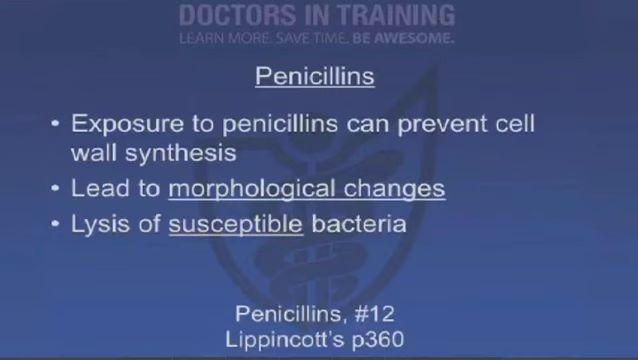 DOCTORS IN TRAINING
LEARN MORE. SAVE TIME. BE AWESOME.
Penicillins
• Exposure to penicillins can prevent cell
wall synthesis
• Lead to morphological changes
• Lysis of susceptible bacteria
Penicillins, #12
Lippincott's p360